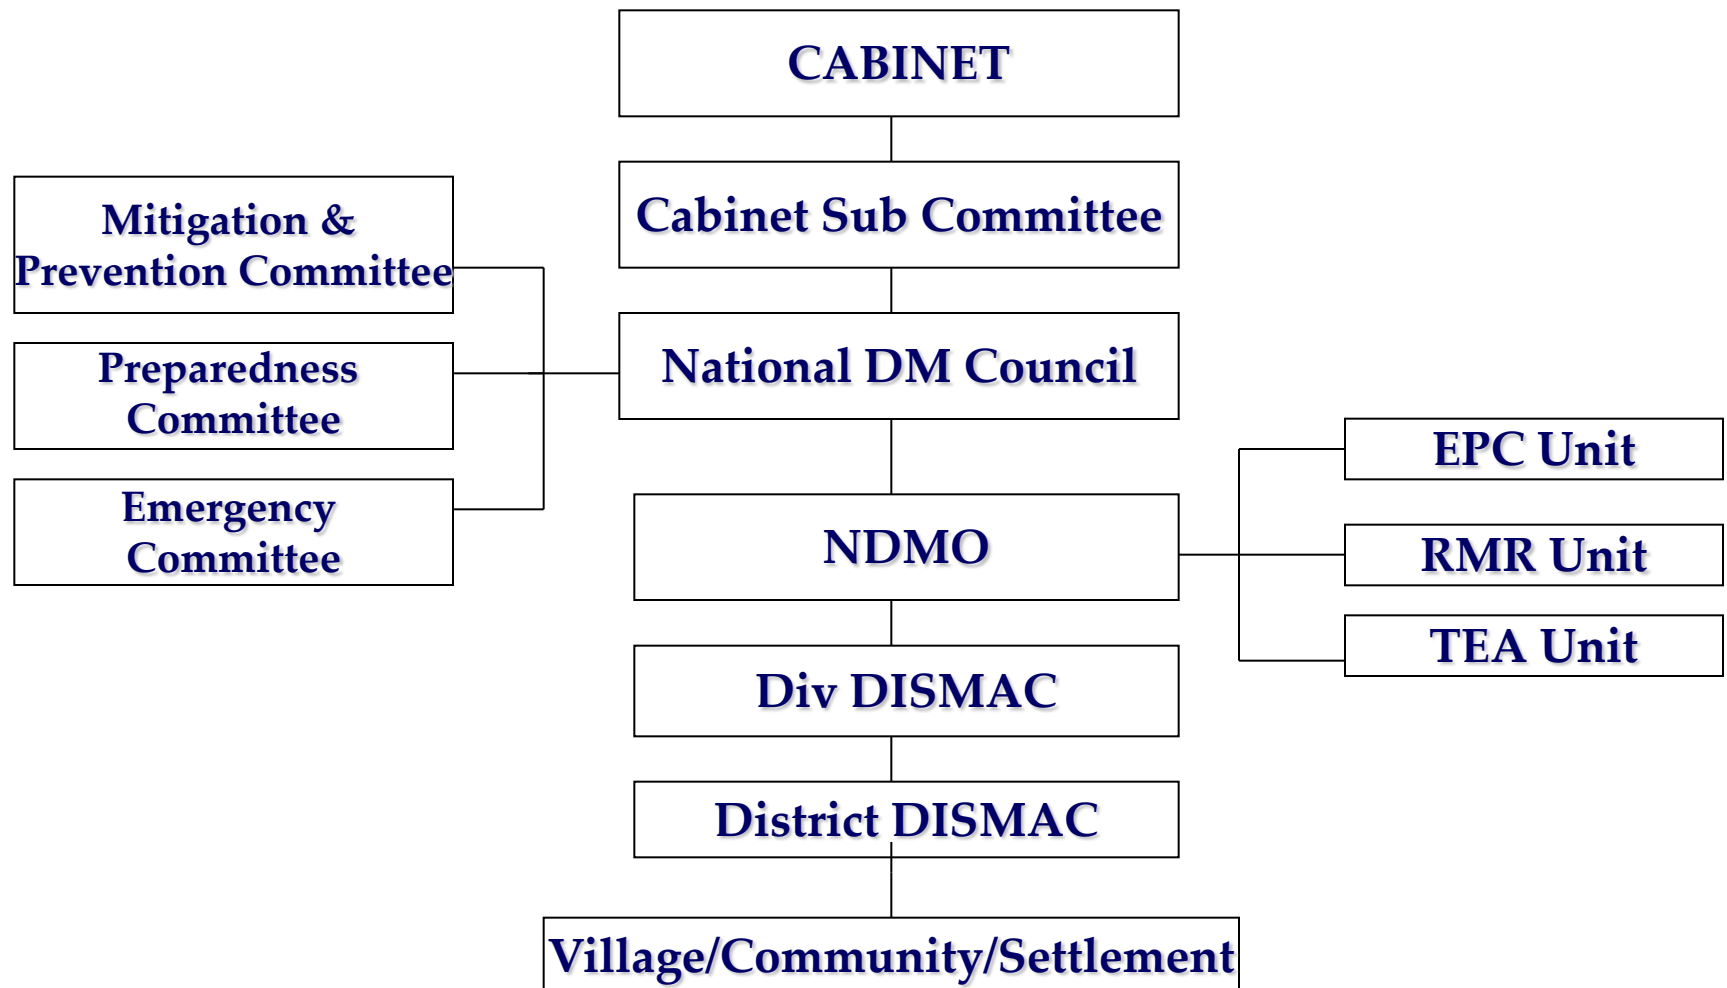 CABINET
Cabinet Sub Committee
Mitigation &
Prevention Committee
National DM Council
Preparedness
Committee
Emergency
Committee
EPC Unit
NDMO
RMR Unit
TEA Unit
Div DISMAC
District DISMAC
Village/Community/Settlement